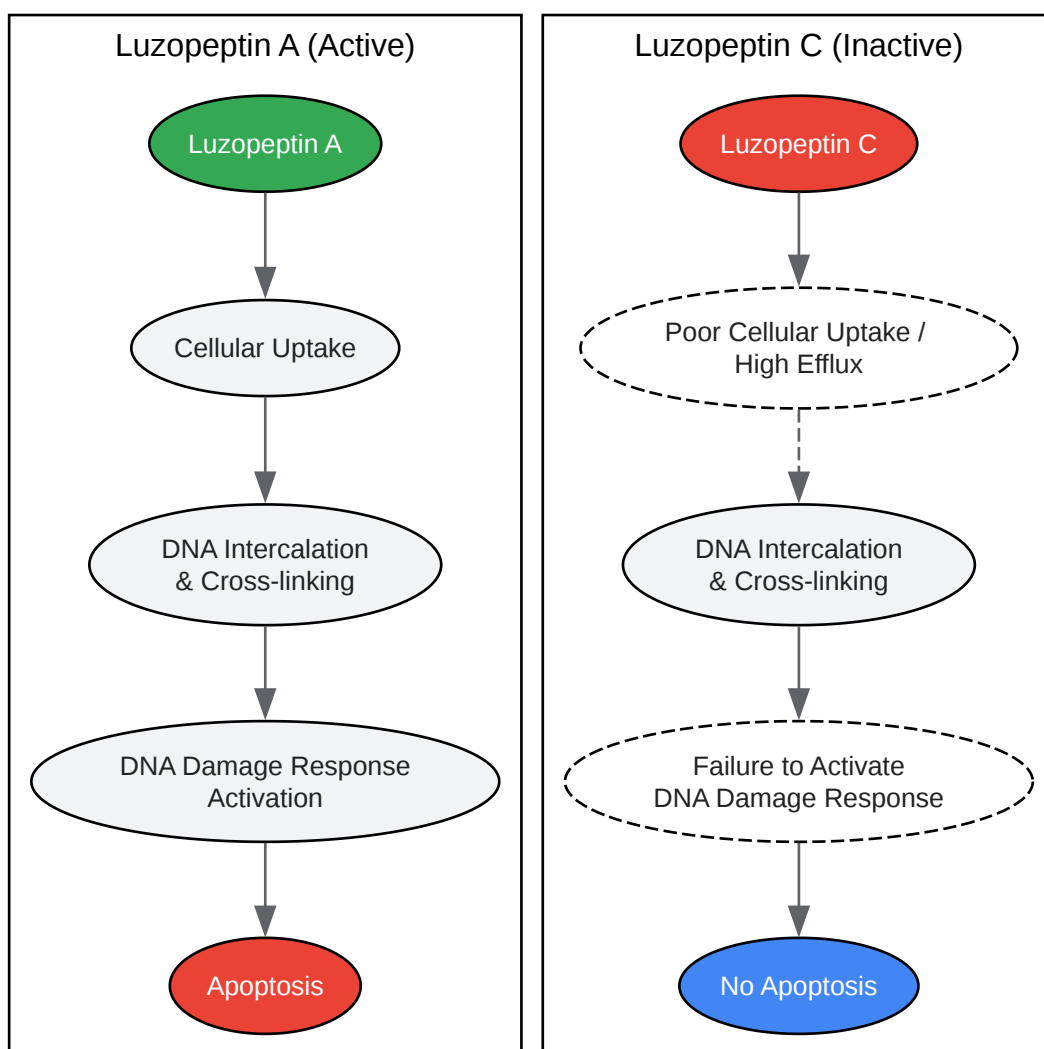 Luzopeptin A (Active)
Luzopeptin A
Cellular Uptake
DNA Intercalation
& Cross-linking
DNA Damage Response
Activation
Apoptosis
Luzopeptin C (Inactive)
Luzopeptin C
Poor Cellular Uptake /
High Efflux
DNA Intercalation
& Cross-linking
Failure to Activate
DNA Damage Response
No Apoptosis